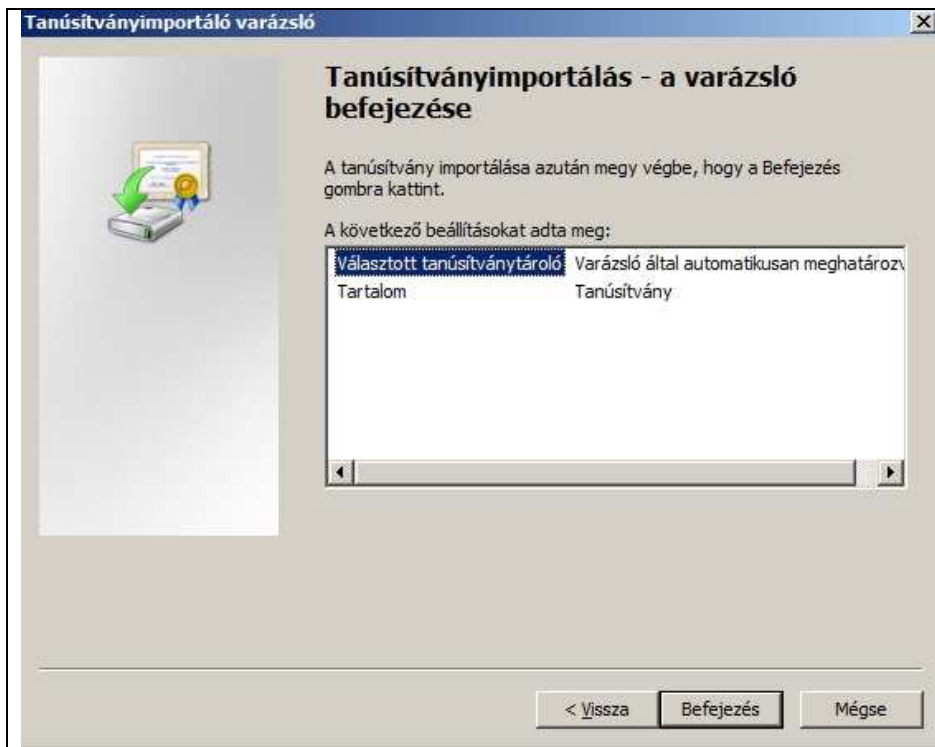 Tanúsítványimportáló varázsló
Tanúsítványimportálás - a varázsló
befejezése
A tanúsítvány importálása azután megy végbe, hogy a Befejezés
gombra kattint.
A következő beállításokat adta meg:
Választott tanúsítványtároló Varázsló által automatikusan meghatározv
Tartalom Tanúsítvány
< Vissza Befejezés Mégse